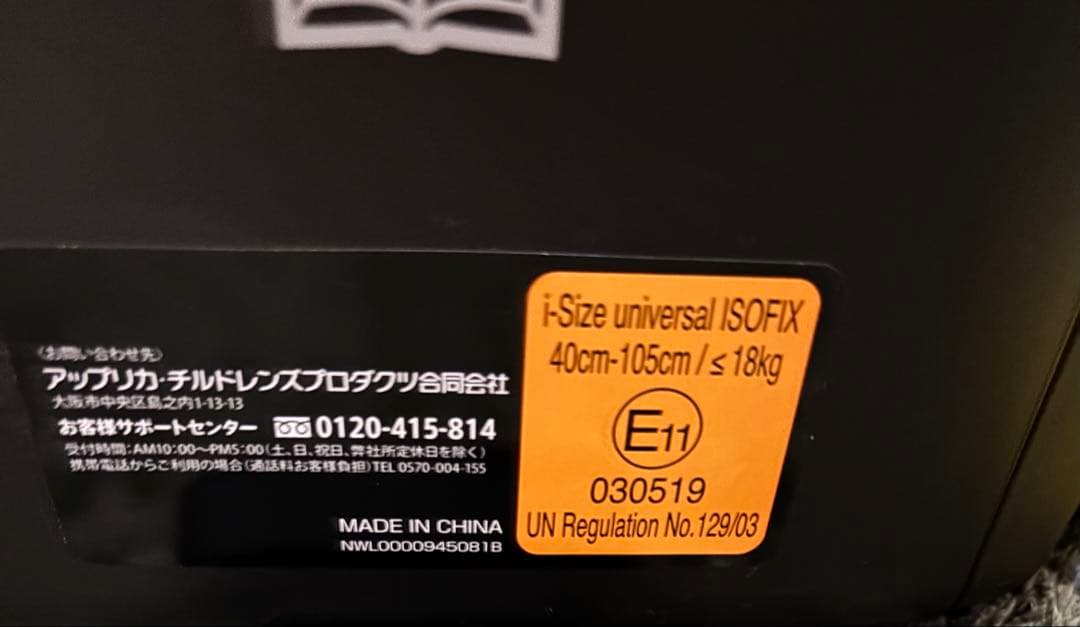 〈お問い合わせ先〉
アップリカ・チルドレンズプロダクツ合同会社
大阪市中央区島之内1-13-13
お客様サポートセンター 0120-415-814
受付時間：AM10：00〜PM5：00（土、日、祝日、弊社所定休日を除く）
携帯電話からご利用の場合（通話料お客様負担）TEL 0570-004-155
MADE IN CHINA
NWL0000945081B
i-Size universal ISOFIX
40cm-105cm / ≤ 18kg
E11
030519
UN Regulation No.129/03